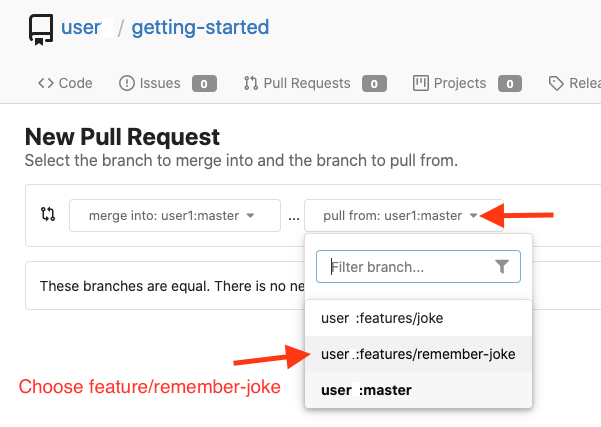 user / getting-started
Code Issues 0 Pull Requests 0 Projects 0 Relea
New Pull Request
Select the branch to merge into and the branch to pull from.
merge into: user1:master ... pull from: user1:master
Filter branch...
These branches are equal. There is no ne
user :features/joke
user :features/remember-joke
Choose feature/remember-joke
user :master